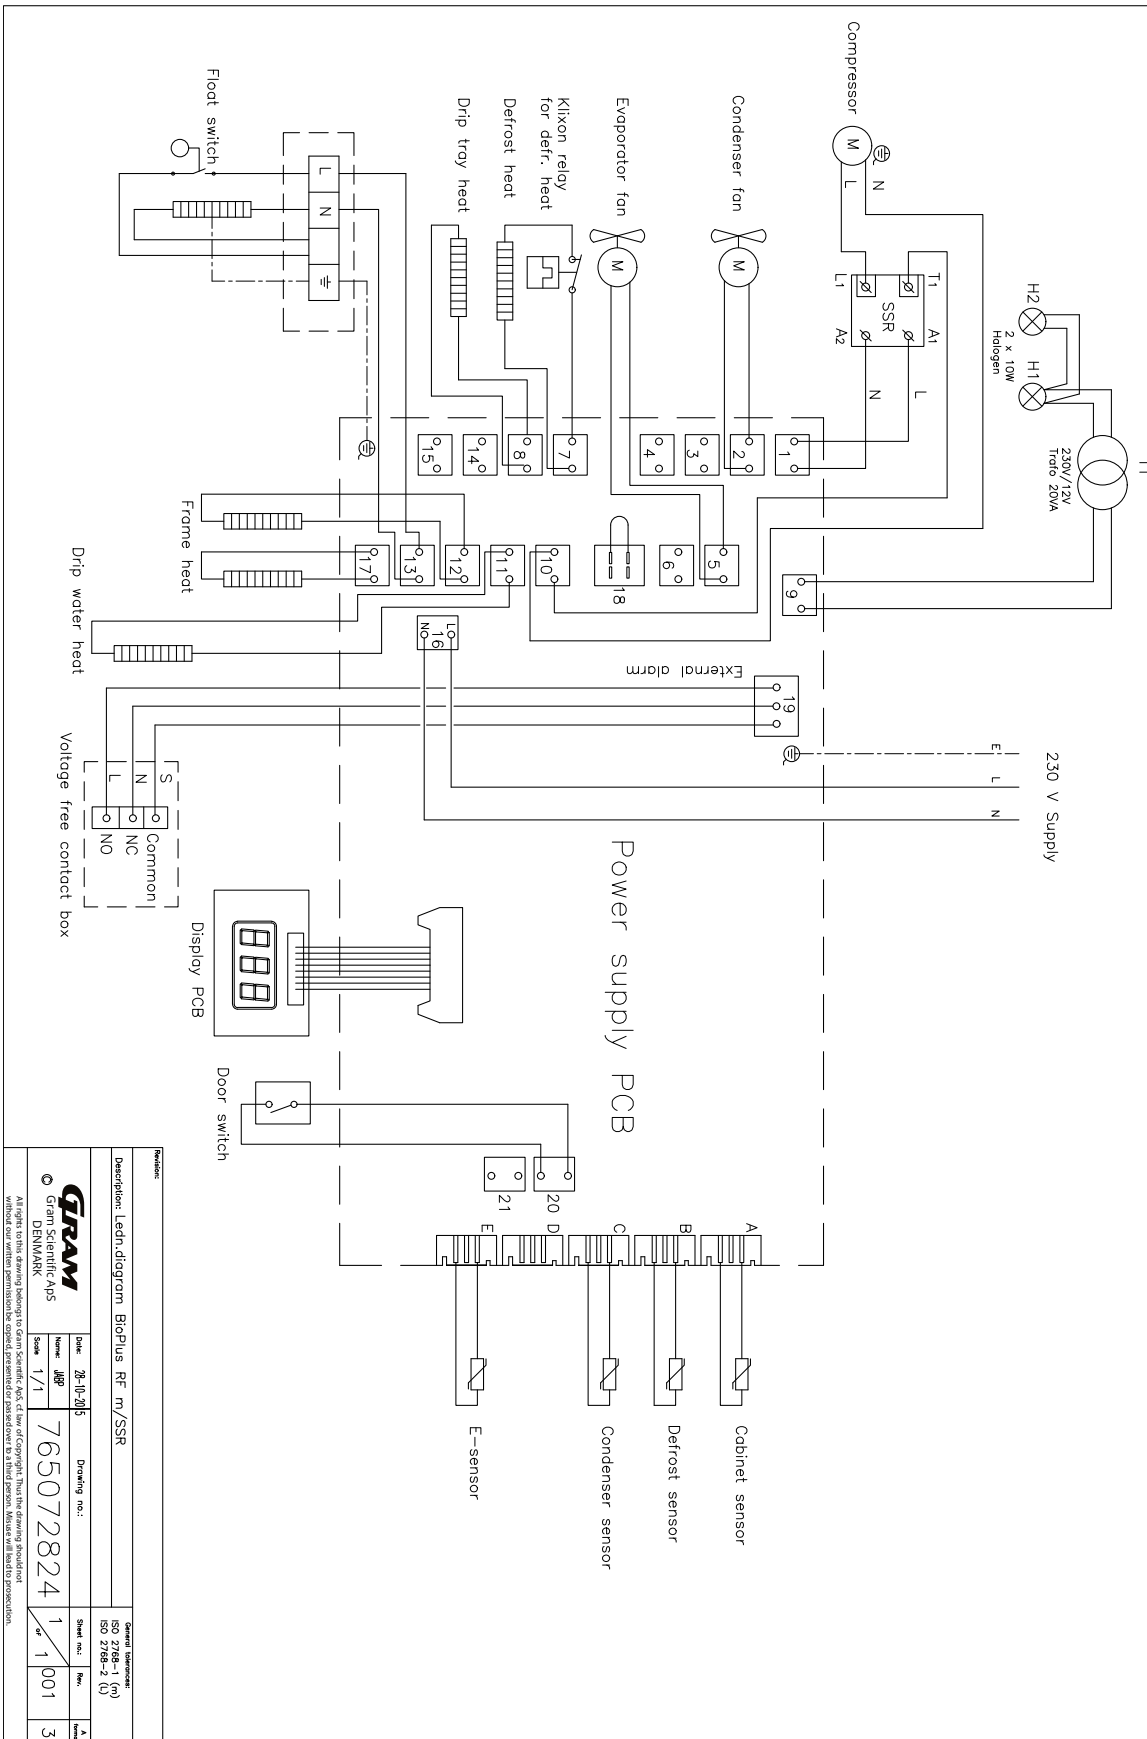 Compressor
M
L
N
Condenser fan
M
Evaporator fan
M
Klixon relay
for defr. heat
Defrost heat
Drip tray heat
Float switch
L
N
L1
T1
SSR
A2
A1
N
L
H2
H1
2 x 10W
Halogen
230V/12V
Trafo 20VA
1
2
3
4
7
8
14
15
5
6
18
10
11
12
13
17
9
16
L
N
Frame heat
Drip water heat
External alarm
19
E
L
N
230 V Supply
Voltage free contact box
S
N
L
Common
NC
NO
Power supply PCB
Display PCB
Door switch
20
21
A
B
C
D
E
Cabinet sensor
Defrost sensor
Condenser sensor
E-sensor
Revision:
Description: Ledn.diagram BioPlus RF m/SSR
General tolerances:
ISO 2768-1 (m)
ISO 2768-2 (L)
GRAM
© Gram Scientific ApS
DENMARK
Date: 28-10-2015
Name: JABP
Scale 1/1
Drawing no.:
765072824
Sheet no.:
1 OF 1
Rev.
001
A
3
All rights to this drawing belongs to Gram Scientific ApS, cf. law of Copyright. Thus the drawing should not
without our written permission be copied, presented or passed over to a third person. Misuse will lead to prosecution.